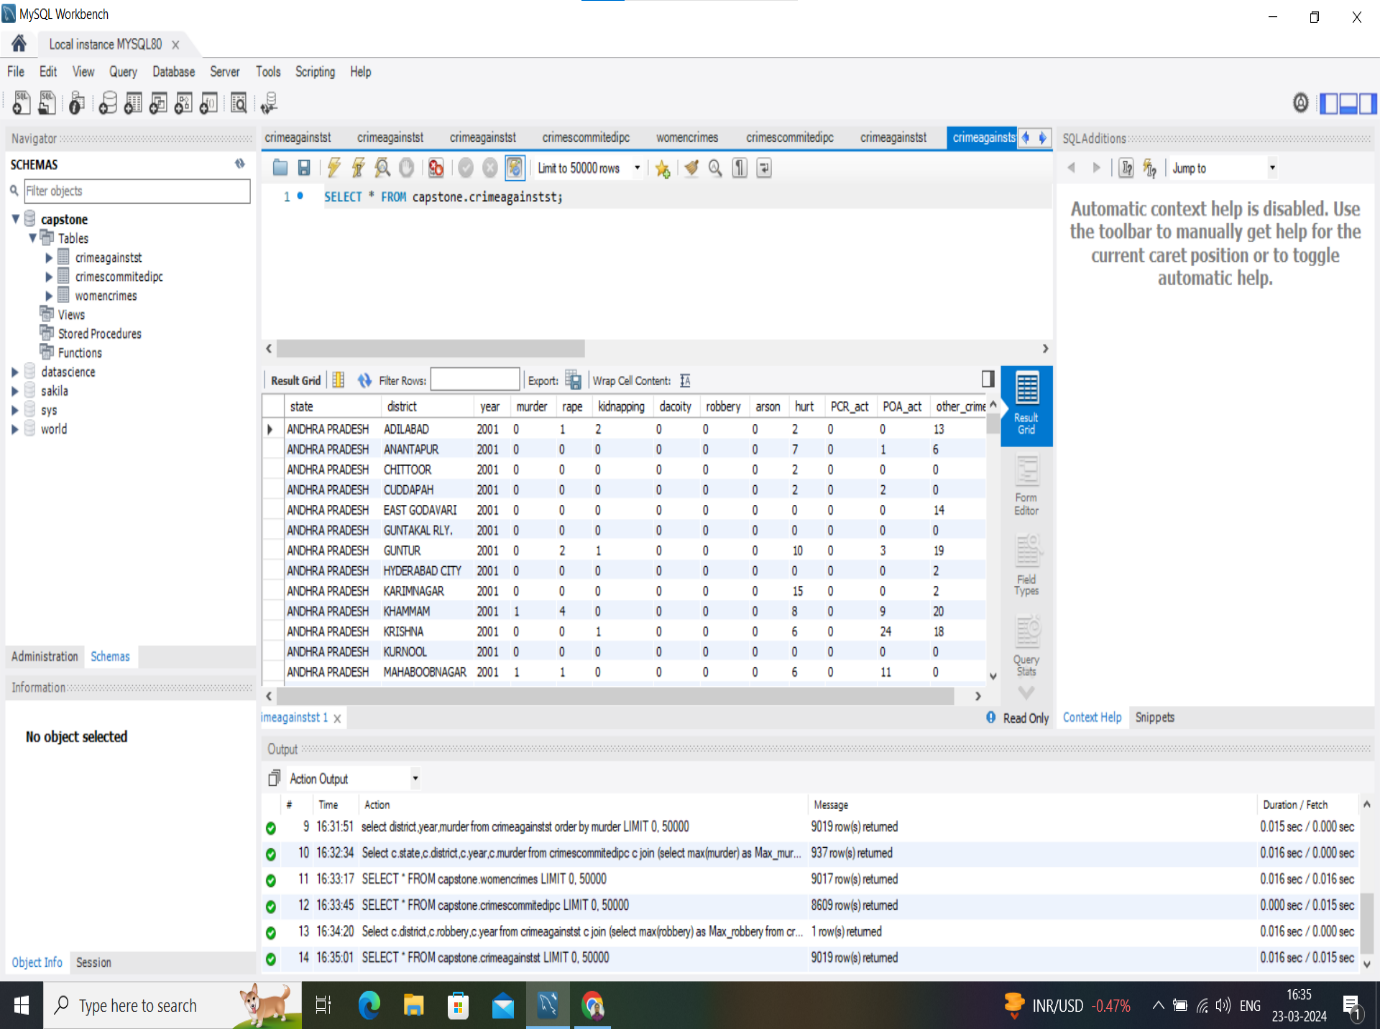 MySQL Workbench
Local instance MYSQL80
File Edit View Query Database Server Tools Scripting Help
Navigator
SCHEMAS
Filter objects
capstone
Tables
crimeagainstst
crimescommitedipc
womencrimes
Views
Stored Procedures
Functions
datascience
sakila
sys
world
Administration Schemas
Information
No object selected
Object Info Session
crimeagainstst crimeagainstst crimeagainstst crimescommitedipc womencrimes crimescommitedipc crimeagainstst crimeagainsts
Limit to 50000 rows
1 SELECT * FROM capstone.crimeagainstst;
Result Grid Filter Rows: Export: Wrap Cell Content:
state district year murder rape kidnapping dacoity robbery arson hurt PCR_act POA_act other_crime
ANDHRA PRADESH ADILABAD 2001 0 1 2 0 0 0 2 0 0 13
ANDHRA PRADESH ANANTAPUR 2001 0 0 0 0 0 0 7 0 1 6
ANDHRA PRADESH CHITTOOR 2001 0 0 0 0 0 0 2 0 0 0
ANDHRA PRADESH CUDDAPAH 2001 0 0 0 0 0 0 2 0 2 0
ANDHRA PRADESH EAST GODAVARI 2001 0 0 0 0 0 0 0 0 0 14
ANDHRA PRADESH GUNTAKAL RLY. 2001 0 0 0 0 0 0 0 0 0 0
ANDHRA PRADESH GUNTUR 2001 0 2 1 0 0 0 10 0 3 19
ANDHRA PRADESH HYDERABAD CITY 2001 0 0 0 0 0 0 0 0 0 2
ANDHRA PRADESH KARIMNAGAR 2001 0 0 0 0 0 0 15 0 0 2
ANDHRA PRADESH KHAMMAM 2001 1 4 0 0 0 0 8 0 9 20
ANDHRA PRADESH KRISHNA 2001 0 0 1 0 0 0 6 0 24 18
ANDHRA PRADESH KURNOOL 2001 0 0 0 0 0 0 0 0 0 0
ANDHRA PRADESH MAHABOOBNAGAR 2001 1 1 0 0 0 0 6 0 11 0
Result Grid
Form Editor
Field Types
Query Stats
imeagainstst 1
Read Only
SQLAdditions
Jump to
Automatic context help is disabled. Use
the toolbar to manually get help for the
current caret position or to toggle
automatic help.
Context Help Snippets
Output
Action Output
# Time Action Message Duration / Fetch
9 16:31:51 select district,year,murder from crimeagainstst order by murder LIMIT 0, 50000 9019 row(s) returned 0.015 sec / 0.000 sec
10 16:32:34 Select c.state,c.district,c.year,c.murder from crimescommitedipc c join (select max(murder) as Max_mur... 937 row(s) returned 0.016 sec / 0.000 sec
11 16:33:17 SELECT * FROM capstone.womencrimes LIMIT 0, 50000 9017 row(s) returned 0.016 sec / 0.016 sec
12 16:33:45 SELECT * FROM capstone.crimescommitedipc LIMIT 0, 50000 8609 row(s) returned 0.000 sec / 0.015 sec
13 16:34:20 Select c.district,c.robbery,c.year from crimeagainstst c join (select max(robbery) as Max_robbery from cr... 1 row(s) returned 0.016 sec / 0.000 sec
14 16:35:01 SELECT * FROM capstone.crimeagainstst LIMIT 0, 50000 9019 row(s) returned 0.016 sec / 0.015 sec
Type here to search
INR/USD -0.47%
ENG
16:35
23-03-2024
1